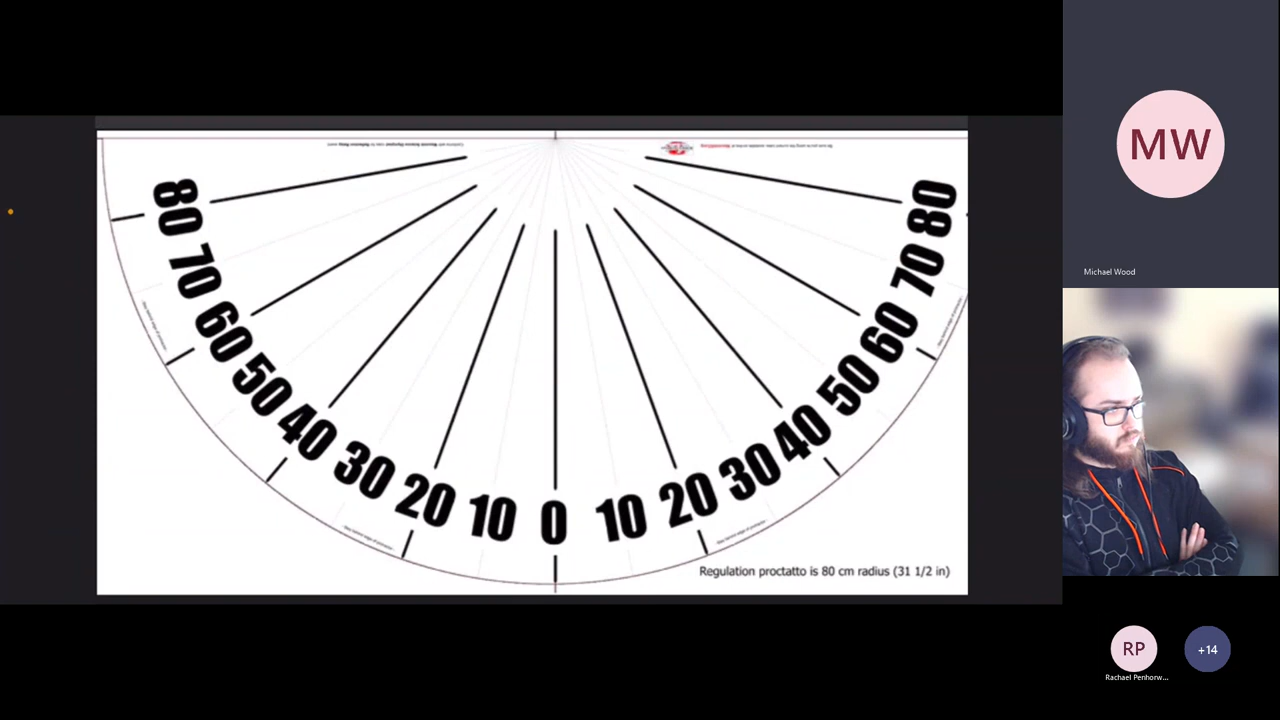 80 70 60 50 40 30 20 10 0 10 20 30 40 50 60 70 80
Regulation proctatto is 80 cm radius (31 1/2 in)
MW
Michael Wood
RP
Rachael Penhorw...
+14